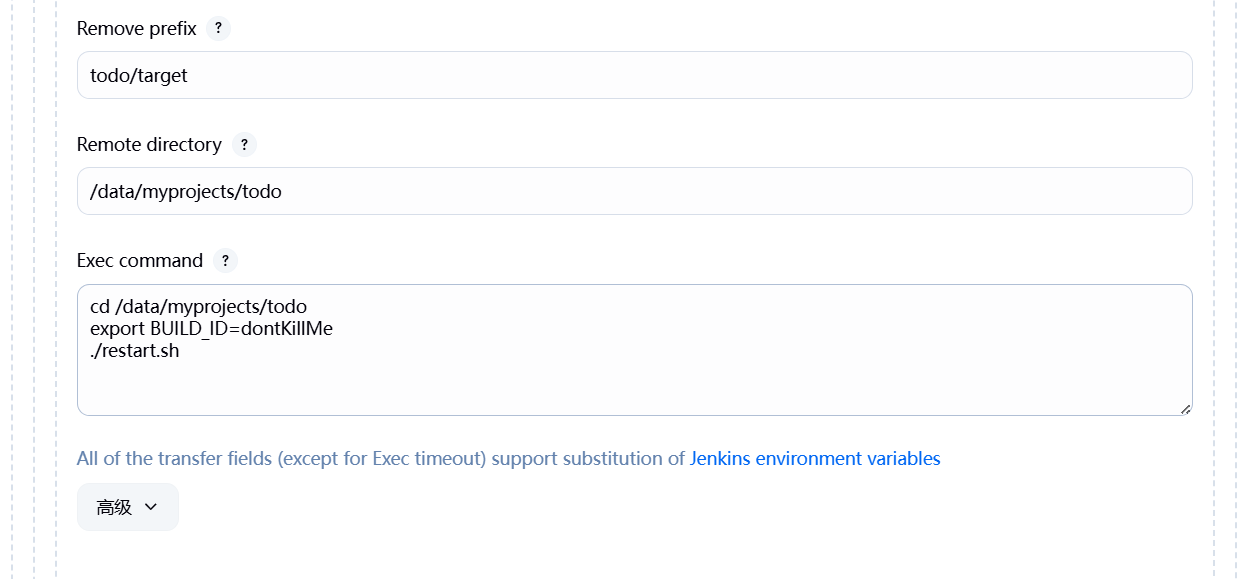 Remove prefix ?
todo/target
Remote directory ?
/data/myprojects/todo
Exec command ?
cd /data/myprojects/todo
export BUILD_ID=dontKillMe
./restart.sh
All of the transfer fields (except for Exec timeout) support substitution of Jenkins environment variables
高级